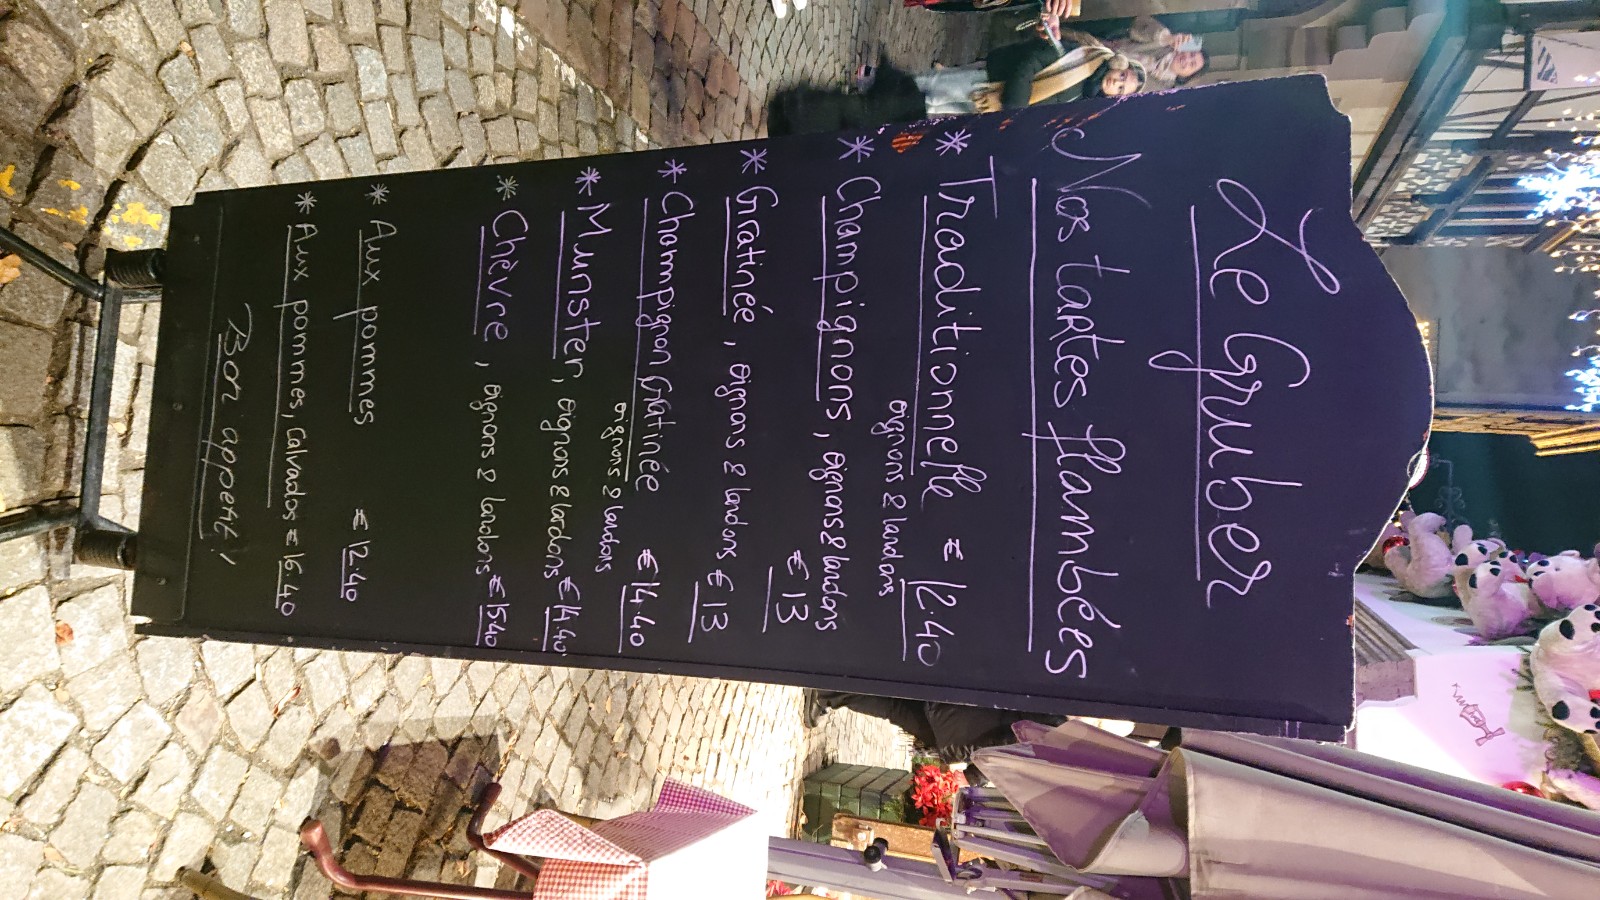 Le Gruber
Nos tartes flambées
* Traditionnelle € 12.40
oignons & lardons
* Champignons, oignons & lardons
€ 13
* Gratinée, oignons & lardons € 13
* Champignon Gratinée € 14.40
oignons & lardons
* Munster, oignons & lardons € 14.40
* Chèvre, oignons & lardons € 15.40
* Aux pommes € 12.40
* Aux pommes, calvados € 16.40
Bon appétit!